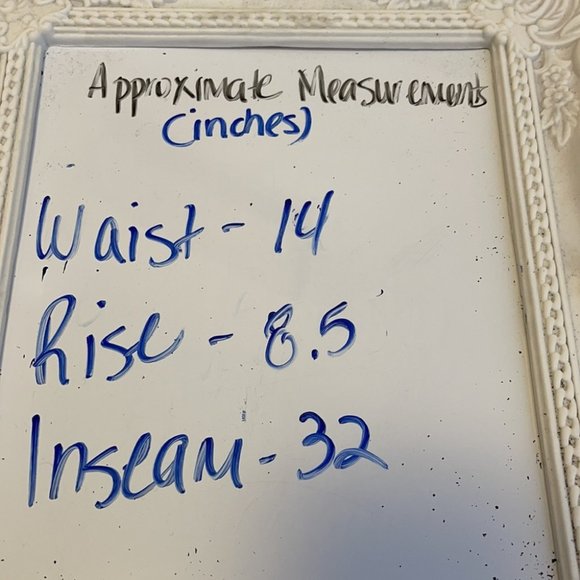 Approximate Measurements
(inches)
Waist - 14
Rise - 8.5
Inseam - 32